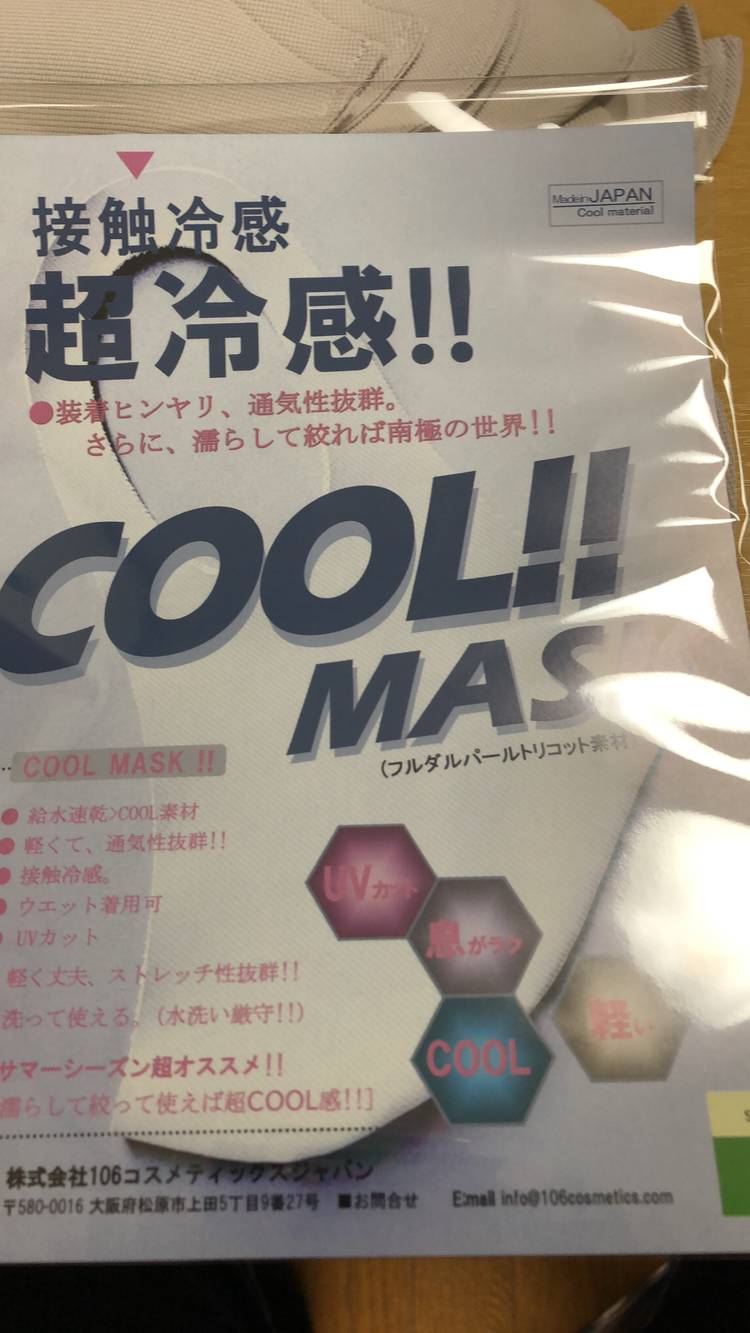 接触冷感
MadeinJAPAN
Cool material
超冷感!!
●装着ヒンヤリ、通気性抜群。
さらに、濡らして絞れば南極の世界!!
COOL!!
MASK
(フルダルパールトリコット素材)
COOL MASK !!
● 給水速乾>COOL素材
● 軽くて、通気性抜群!!
● 接触冷感。
● ウエット着用可
● UVカット
軽く丈夫、ストレッチ性抜群!!
洗って使える。(水洗い厳守!!)
サマーシーズン超オススメ!!
濡らして絞って使えば超COOL感!!]
UVカット
息がラク
COOL
軽い
株式会社106コスメティックスジャパン
〒580-0016 大阪府松原市上田5丁目9番27号 ■お問合せ E:mail info@106cosmetics.com